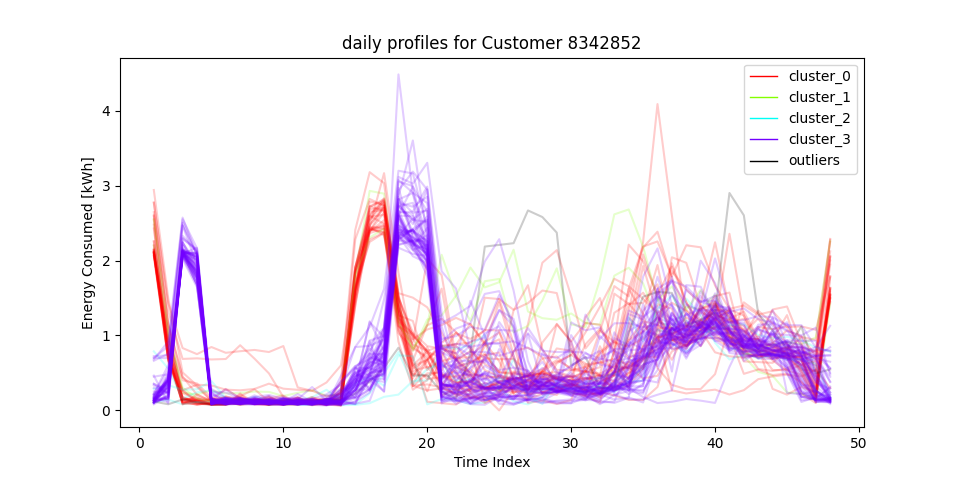 daily profiles for Customer 8342852
cluster_0
cluster_1
cluster_2
cluster_3
outliers
Energy Consumed [kWh]
4
3
2
1
0
0 10 20 30 40 50
Time Index